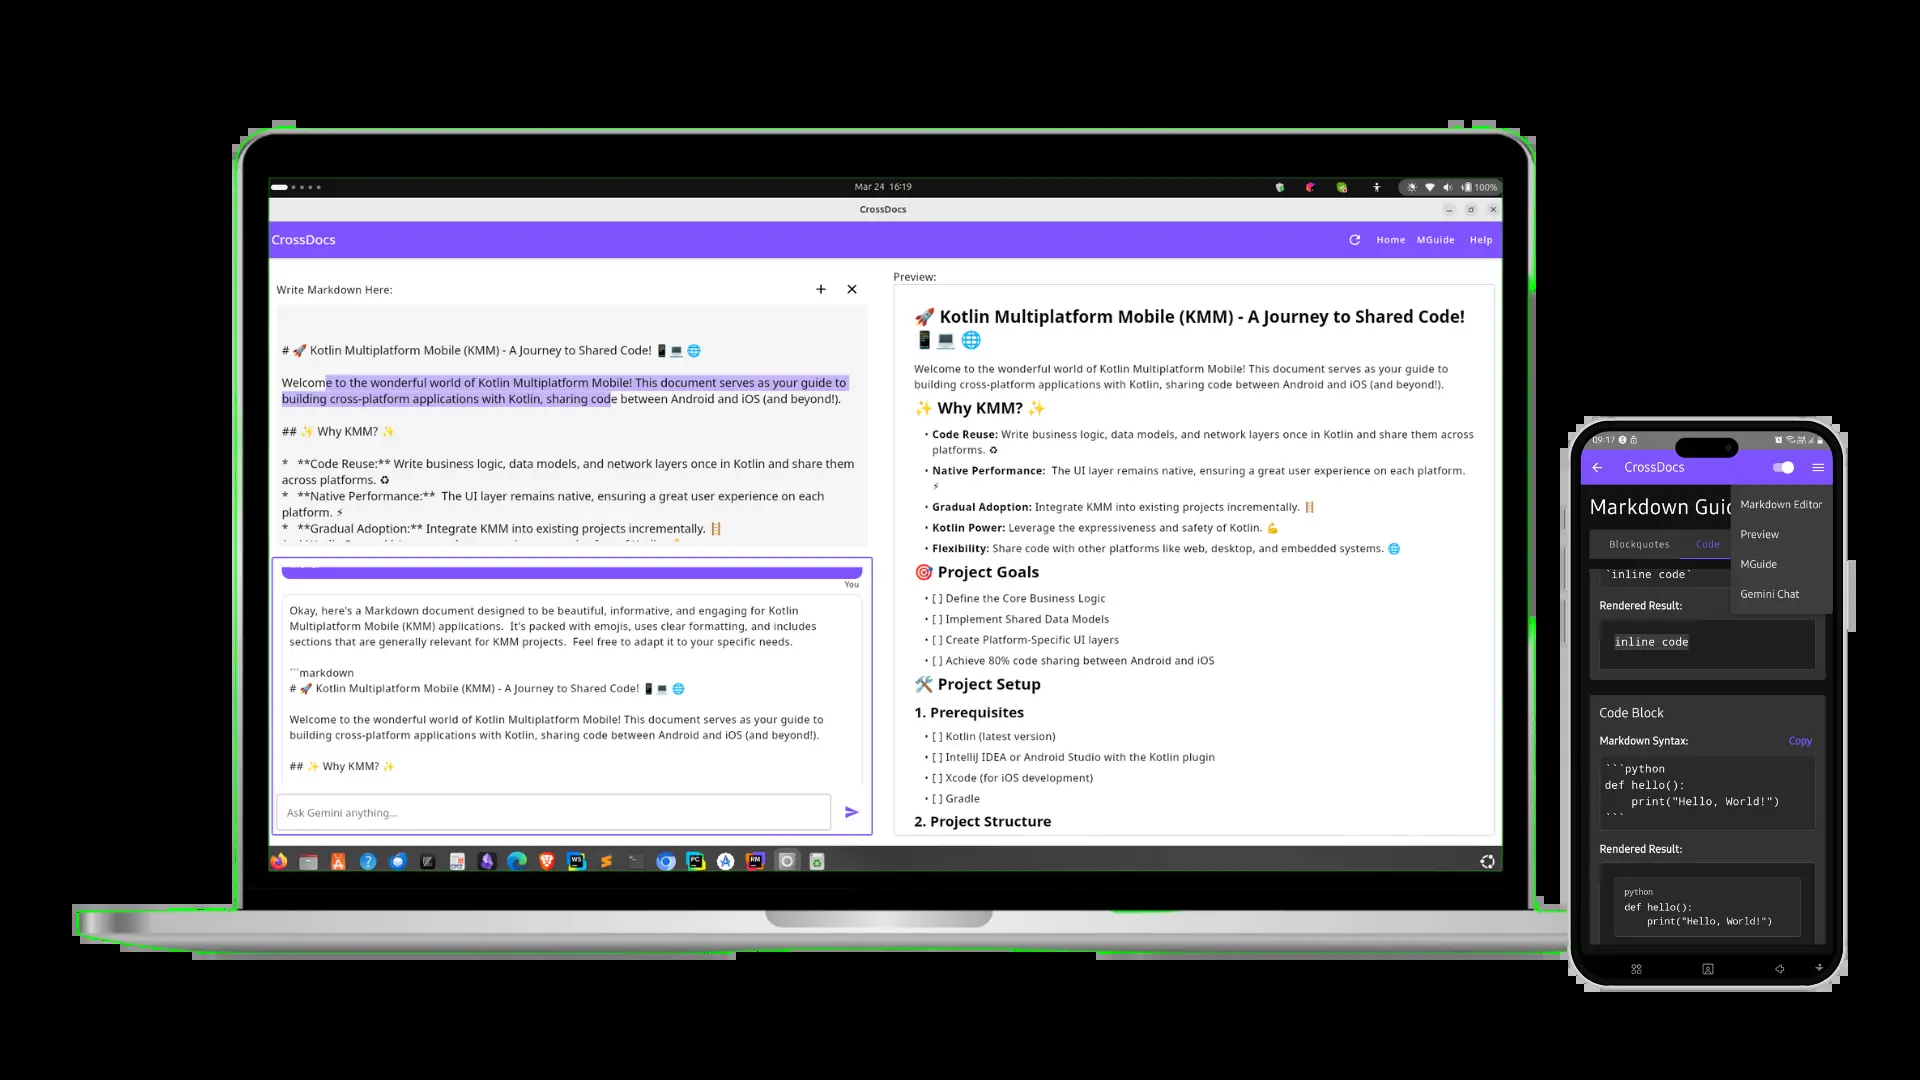 Mar 24 16:19
100%
CrossDocs
CrossDocs
Home MGuide Help
Write Markdown Here:
# 🚀 Kotlin Multiplatform Mobile (KMM) - A Journey to Shared Code! 📱💻🌐
Welcome to the wonderful world of Kotlin Multiplatform Mobile! This document serves as your guide to
building cross-platform applications with Kotlin, sharing code between Android and iOS (and beyond!).
## ✨ Why KMM? ✨
* **Code Reuse:** Write business logic, data models, and network layers once in Kotlin and share them
across platforms. ♻
* **Native Performance:** The UI layer remains native, ensuring a great user experience on each
platform. ⚡
* **Gradual Adoption:** Integrate KMM into existing projects incrementally. 🪜
You
Okay, here's a Markdown document designed to be beautiful, informative, and engaging for Kotlin
Multiplatform Mobile (KMM) applications. It's packed with emojis, uses clear formatting, and includes
sections that are generally relevant for KMM projects. Feel free to adapt it to your specific needs.
```markdown
# 🚀 Kotlin Multiplatform Mobile (KMM) - A Journey to Shared Code! 📱💻🌐
Welcome to the wonderful world of Kotlin Multiplatform Mobile! This document serves as your guide to
building cross-platform applications with Kotlin, sharing code between Android and iOS (and beyond!).
## ✨ Why KMM? ✨
Ask Gemini anything...
Preview:
🚀 Kotlin Multiplatform Mobile (KMM) - A Journey to Shared Code!
📱💻🌐
Welcome to the wonderful world of Kotlin Multiplatform Mobile! This document serves as your guide to
building cross-platform applications with Kotlin, sharing code between Android and iOS (and beyond!).
✨ Why KMM? ✨
• Code Reuse: Write business logic, data models, and network layers once in Kotlin and share them across
platforms. ♻
• Native Performance: The UI layer remains native, ensuring a great user experience on each platform.
⚡
• Gradual Adoption: Integrate KMM into existing projects incrementally. 🪜
• Kotlin Power: Leverage the expressiveness and safety of Kotlin. 💪
• Flexibility: Share code with other platforms like web, desktop, and embedded systems. 🌐
🎯 Project Goals
• [ ] Define the Core Business Logic
• [ ] Implement Shared Data Models
• [ ] Create Platform-Specific UI layers
• [ ] Achieve 80% code sharing between Android and iOS
🛠 Project Setup
1. Prerequisites
• [ ] Kotlin (latest version)
• [ ] IntelliJ IDEA or Android Studio with the Kotlin plugin
• [ ] Xcode (for iOS development)
• [ ] Gradle
2. Project Structure
WS
PC
RM
09:17
CrossDocs
Markdown Guid
Markdown Editor
Preview
MGuide
Gemini Chat
Blockquotes Code
`inline code`
Rendered Result:
inline code
Code Block
Markdown Syntax: Copy
```python
def hello():
    print("Hello, World!")
```
Rendered Result:
python
def hello():
    print("Hello, World!")